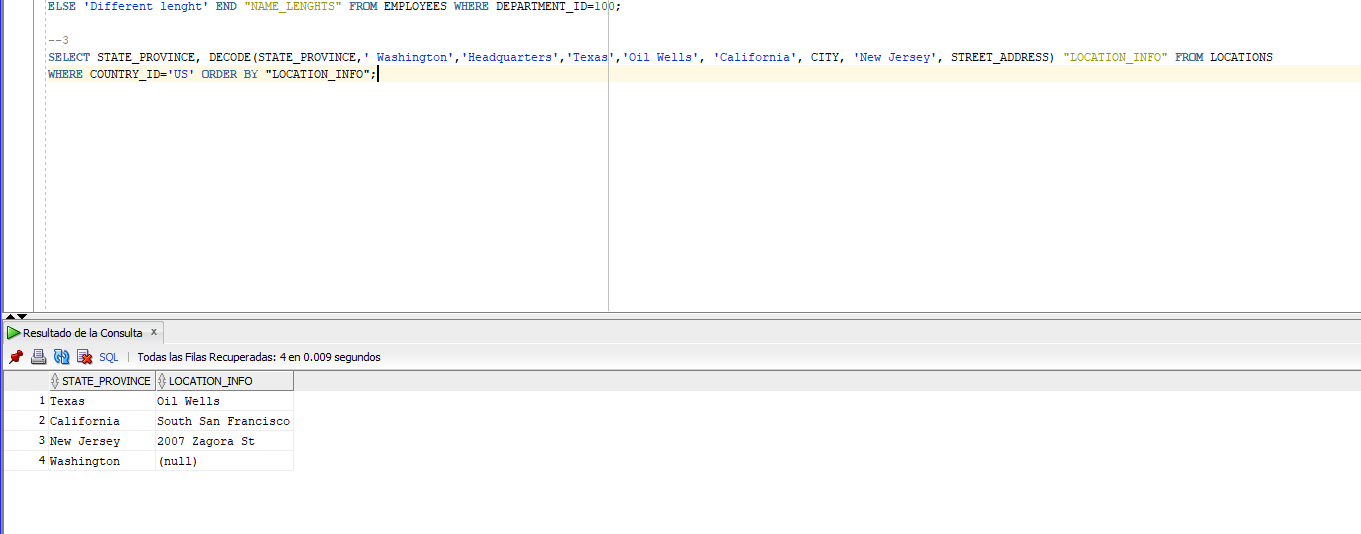 ELSE 'Different lenght' END "NAME_LENGHTS" FROM EMPLOYEES WHERE DEPARTMENT_ID=100;
--3
SELECT STATE_PROVINCE, DECODE(STATE_PROVINCE,' Washington','Headquarters','Texas','Oil Wells', 'California', CITY, 'New Jersey', STREET_ADDRESS) "LOCATION_INFO" FROM LOCATIONS
WHERE COUNTRY_ID='US' ORDER BY "LOCATION_INFO";
Resultado de la Consulta x
SQL | Todas las Filas Recuperadas: 4 en 0.009 segundos
STATE_PROVINCE LOCATION_INFO
1 Texas Oil Wells
2 California South San Francisco
3 New Jersey 2007 Zagora St
4 Washington (null)